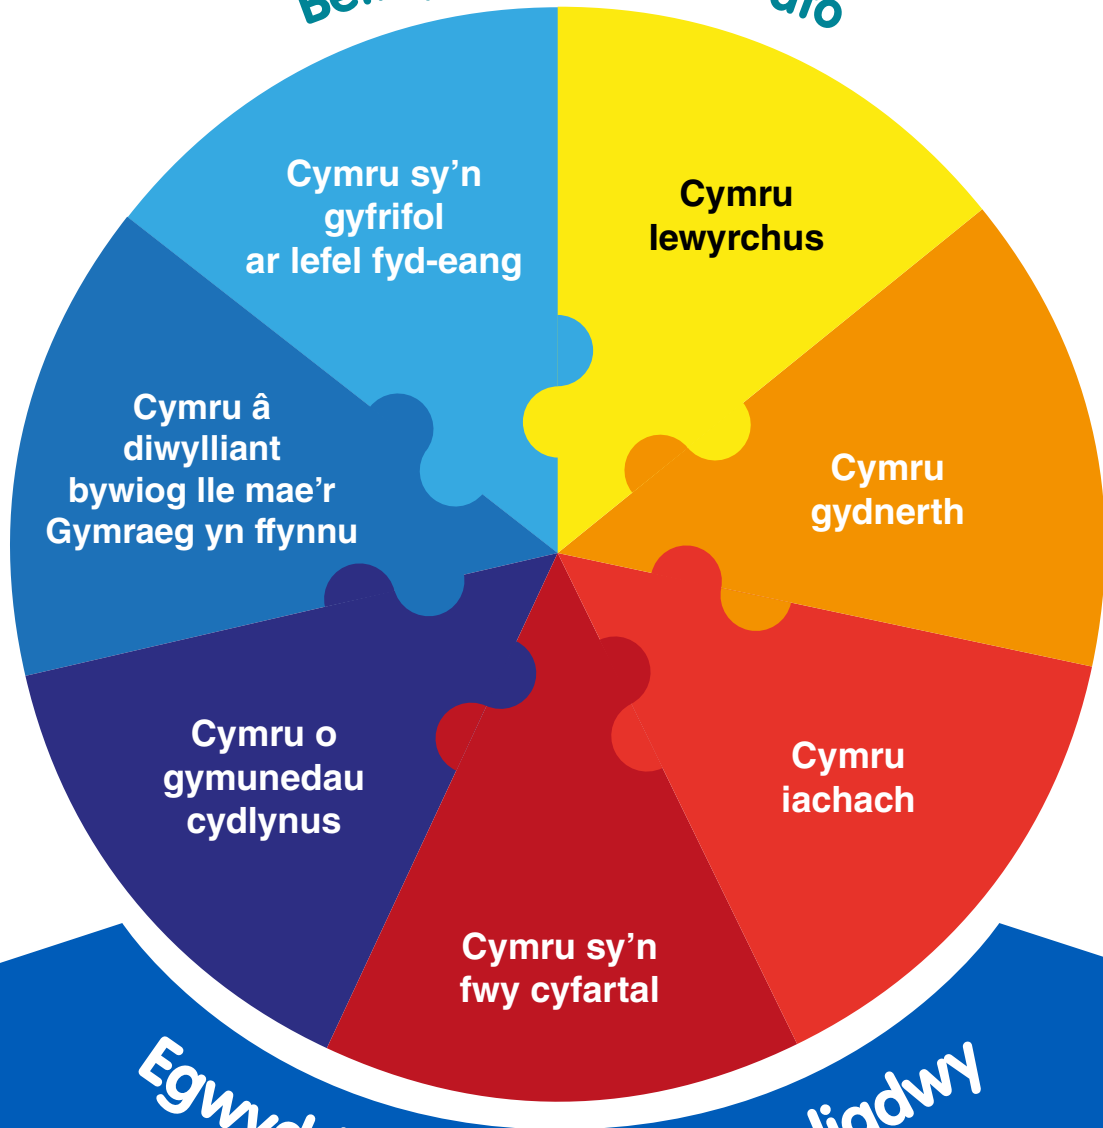 Cymru sy’n
gyfrifol
ar lefel fyd-eang
Cymru
lewyrchus
Cymru â
diwylliant
bywiog lle mae’r
Gymraeg yn ffynnu
Cymru
gydnerth
Cymru o
gymunedau
cydlynus
Cymru
iachach
Cymru sy’n
fwy cyfartal